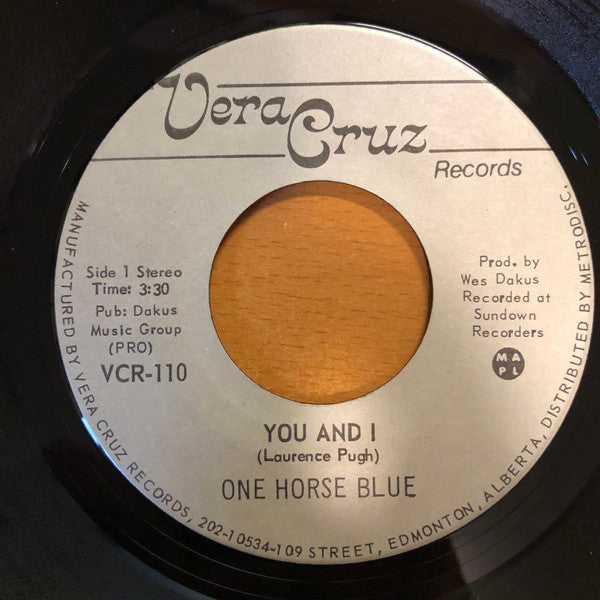 Vera Cruz
Records
Side 1 Stereo
Time: 3:30
Pub: Dakus
Music Group
(PRO)
VCR-110
Prod. by
Wes Dakus
Recorded at
Sundown
Recorders
M A
P L
YOU AND I
(Laurence Pugh)
ONE HORSE BLUE
MANUFACTURED BY VERA CRUZ RECORDS, 202-10534-109 STREET, EDMONTON, ALBERTA, DISTRIBUTED BY METRODISC.